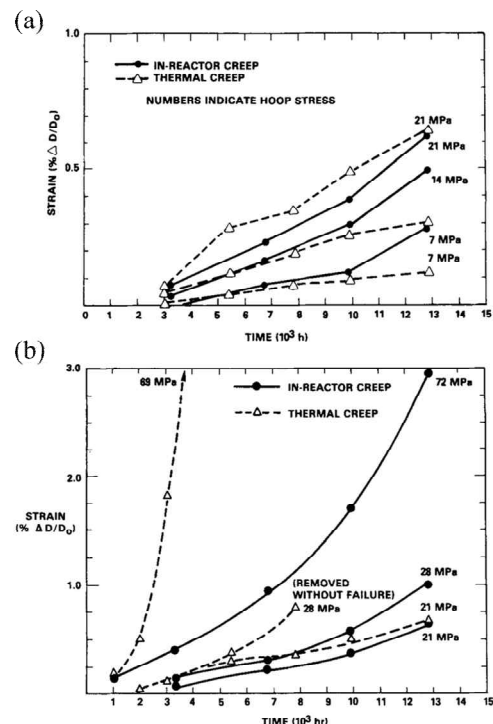 (a)
1.0
IN-REACTOR CREEP
THERMAL CREEP
NUMBERS INDICATE HOOP STRESS
STRAIN (% Δ D/D₀)
0.5
0
21 MPa
21 MPa
14 MPa
7 MPa
7 MPa
0 1 2 3 4 5 6 7 8 9 10 11 12 13 14 15
TIME (10³ h)
(b)
3.0
69 MPa
IN-REACTOR CREEP
THERMAL CREEP
72 MPa
2.0
STRAIN
(% ΔD/D₀)
1.0
(REMOVED
WITHOUT FAILURE)
28 MPa
28 MPa
21 MPa
21 MPa
0 1 2 3 4 5 6 7 8 9 10 11 12 13 14 15
TIME (10³ hr)